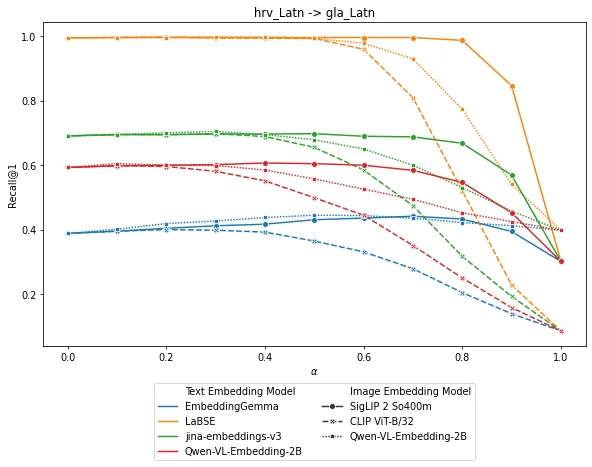 hrv_Latn -> gla_Latn
Recall@1
1.0
0.8
0.6
0.4
0.2
0.0 0.2 0.4 0.6 0.8 1.0
α
Text Embedding Model Image Embedding Model
EmbeddingGemma SigLIP 2 So400m
LaBSE CLIP ViT-B/32
jina-embeddings-v3 Qwen-VL-Embedding-2B
Qwen-VL-Embedding-2B